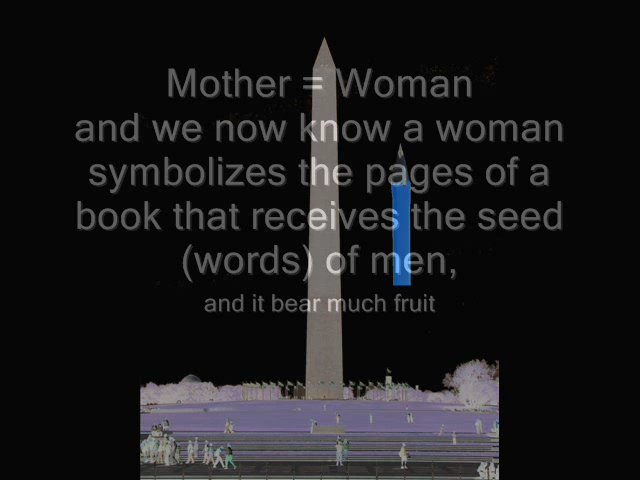 Mother = Woman
and we now know a woman
symbolizes the pages of a
book that receives the seed
(words) of men,
and it bear much fruit